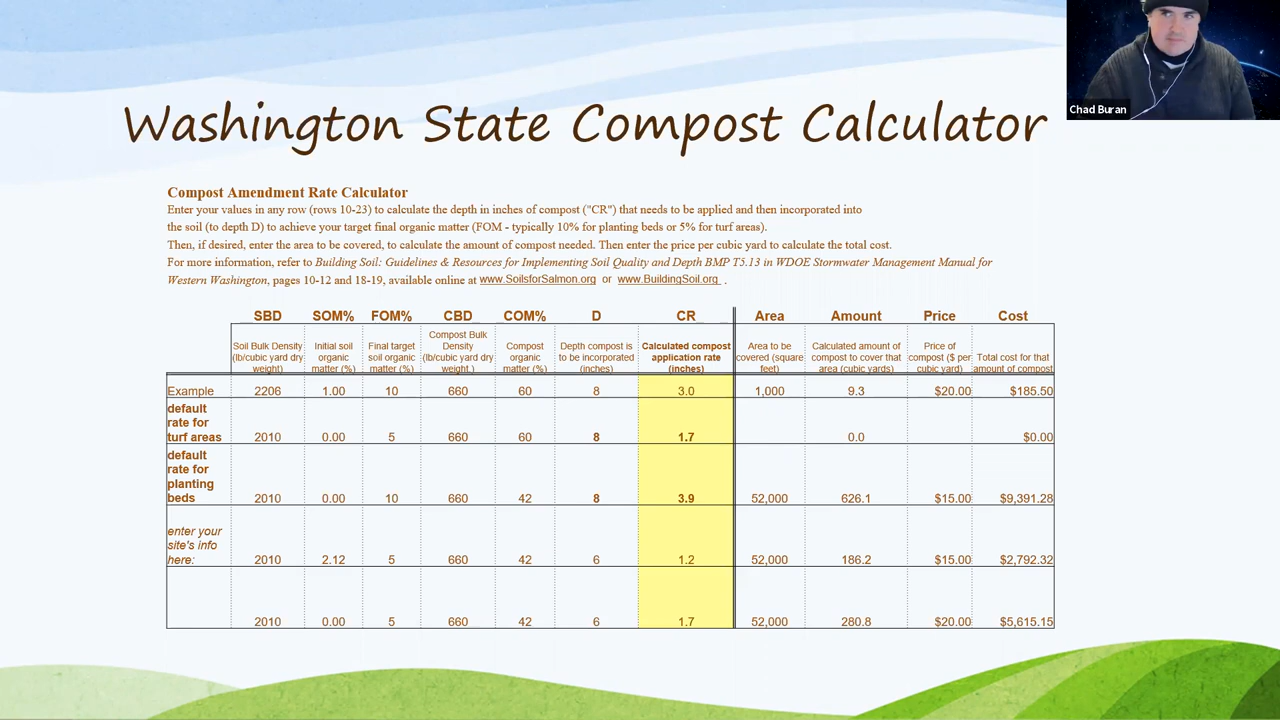 Washington State Compost Calculator
Chad Buran
Compost Amendment Rate Calculator
Enter your values in any row (rows 10-23) to calculate the depth in inches of compost ("CR") that needs to be applied and then incorporated into
the soil (to depth D) to achieve your target final organic matter (FOM - typically 10% for planting beds or 5% for turf areas).
Then, if desired, enter the area to be covered, to calculate the amount of compost needed. Then enter the price per cubic yard to calculate the total cost.
For more information, refer to Building Soil: Guidelines & Resources for Implementing Soil Quality and Depth BMP T5.13 in WDOE Stormwater Management Manual for
Western Washington, pages 10-12 and 18-19, available online at www.SoilsforSalmon.org or www.BuildingSoil.org .
SBD SOM% FOM% CBD COM% D CR Area Amount Price Cost
Soil Bulk Density (lb/cubic yard dry weight) Initial soil organic matter (%) Final target soil organic matter (%) Compost Bulk Density (lb/cubic yard dry weight.) Compost organic matter (%) Depth compost is to be incorporated (inches) Calculated compost application rate (inches) Area to be covered (square feet) Calculated amount of compost to cover that area (cubic yards) Price of compost ($ per cubic yard) Total cost for that amount of compost
Example 2206 1.00 10 660 60 8 3.0 1,000 9.3 $20.00 $185.50
default
rate for
turf areas 2010 0.00 5 660 60 8 1.7 0.0 $0.00
default
rate for
planting
beds 2010 0.00 10 660 42 8 3.9 52,000 626.1 $15.00 $9,391.28
enter your
site's info
here: 2010 2.12 5 660 42 6 1.2 52,000 186.2 $15.00 $2,792.32
2010 0.00 5 660 42 6 1.7 52,000 280.8 $20.00 $5,615.15